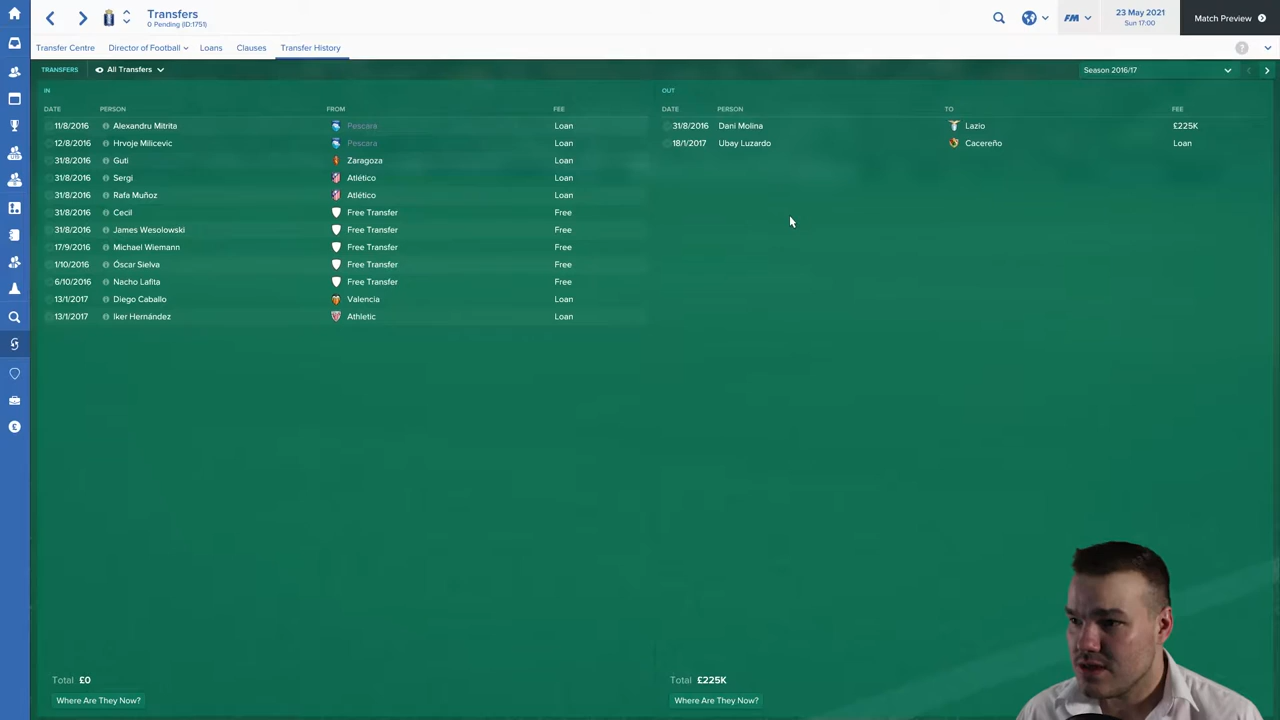 Transfers
0 Pending (ID:1751)
FM
23 May 2021
Sun 17:00
Match Preview
Transfer Centre
Director of Football
Loans
Clauses
Transfer History
?
TRANSFERS
All Transfers
Season 2016/17
IN
DATE PERSON FROM FEE
11/8/2016 Alexandru Mitrita Pescara Loan
12/8/2016 Hrvoje Milicevic Pescara Loan
31/8/2016 Guti Zaragoza Loan
31/8/2016 Sergi Atlético Loan
31/8/2016 Rafa Muñoz Atlético Loan
31/8/2016 Cecil Free Transfer Free
31/8/2016 James Wesolowski Free Transfer Free
17/9/2016 Michael Wiemann Free Transfer Free
1/10/2016 Óscar Sielva Free Transfer Free
6/10/2016 Nacho Lafita Free Transfer Free
13/1/2017 Diego Caballo Valencia Loan
13/1/2017 Iker Hernández Athletic Loan
Total £0
Where Are They Now?
OUT
DATE PERSON TO FEE
31/8/2016 Dani Molina Lazio £225K
18/1/2017 Ubay Luzardo Cacereño Loan
Total £225K
Where Are They Now?